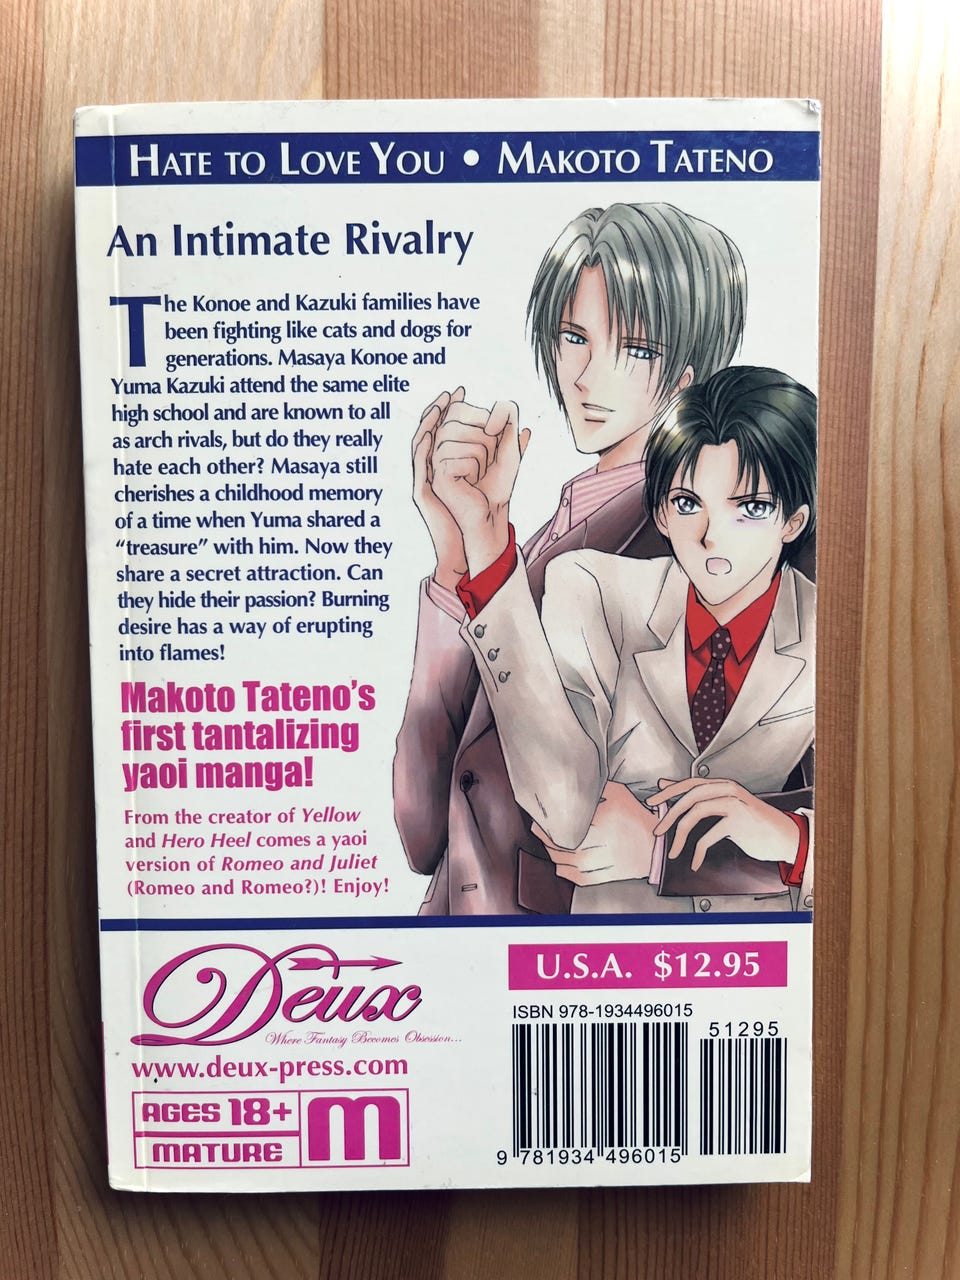 HATE TO LOVE YOU • MAKOTO TATENO
An Intimate Rivalry
The Konoe and Kazuki families have
been fighting like cats and dogs for
generations. Masaya Konoe and
Yuma Kazuki attend the same elite
high school and are known to all
as arch rivals, but do they really
hate each other? Masaya still
cherishes a childhood memory
of a time when Yuma shared a
“treasure” with him. Now they
share a secret attraction. Can
they hide their passion? Burning
desire has a way of erupting
into flames!
Makoto Tateno’s
first tantalizing
yaoi manga!
From the creator of Yellow
and Hero Heel comes a yaoi
version of Romeo and Juliet
(Romeo and Romeo?)! Enjoy!
Deux
Where Fantasy Becomes Obsession...
www.deux-press.com
AGES 18+
MATURE
M
U.S.A. $12.95
ISBN 978-1934496015
51295
9 781934 496015